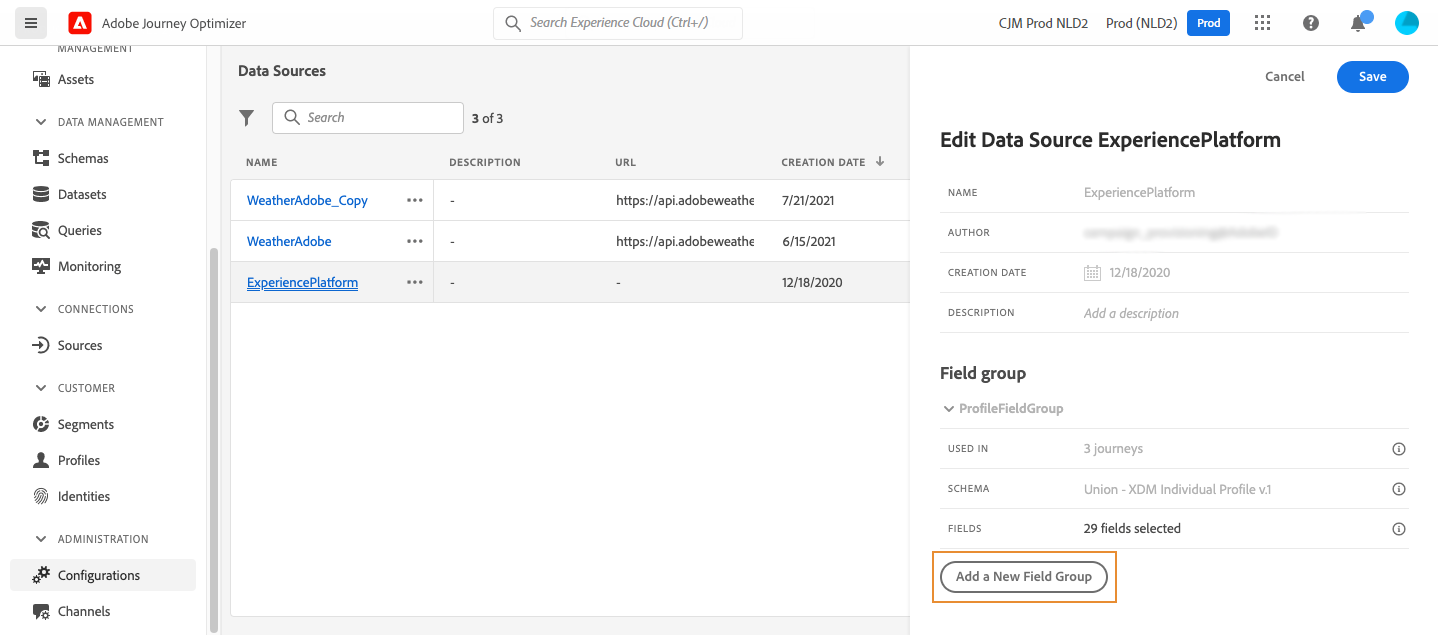 Adobe Journey Optimizer
Search Experience Cloud (Ctrl+/)
CJM Prod NLD2
Prod (NLD2)
Prod
MANAGEMENT
Assets
DATA MANAGEMENT
Schemas
Datasets
Queries
Monitoring
CONNECTIONS
Sources
CUSTOMER
Segments
Profiles
Identities
ADMINISTRATION
Configurations
Channels
Data Sources
Search
3 of 3
NAME DESCRIPTION URL CREATION DATE
WeatherAdobe_Copy - https://api.adobeweathe 7/21/2021
WeatherAdobe - https://api.adobeweathe 6/15/2021
ExperiencePlatform - - 12/18/2020
Cancel
Save
Edit Data Source ExperiencePlatform
NAME ExperiencePlatform
AUTHOR
CREATION DATE 12/18/2020
DESCRIPTION Add a description
Field group
ProfileFieldGroup
USED IN 3 journeys
SCHEMA Union - XDM Individual Profile v.1
FIELDS 29 fields selected
Add a New Field Group